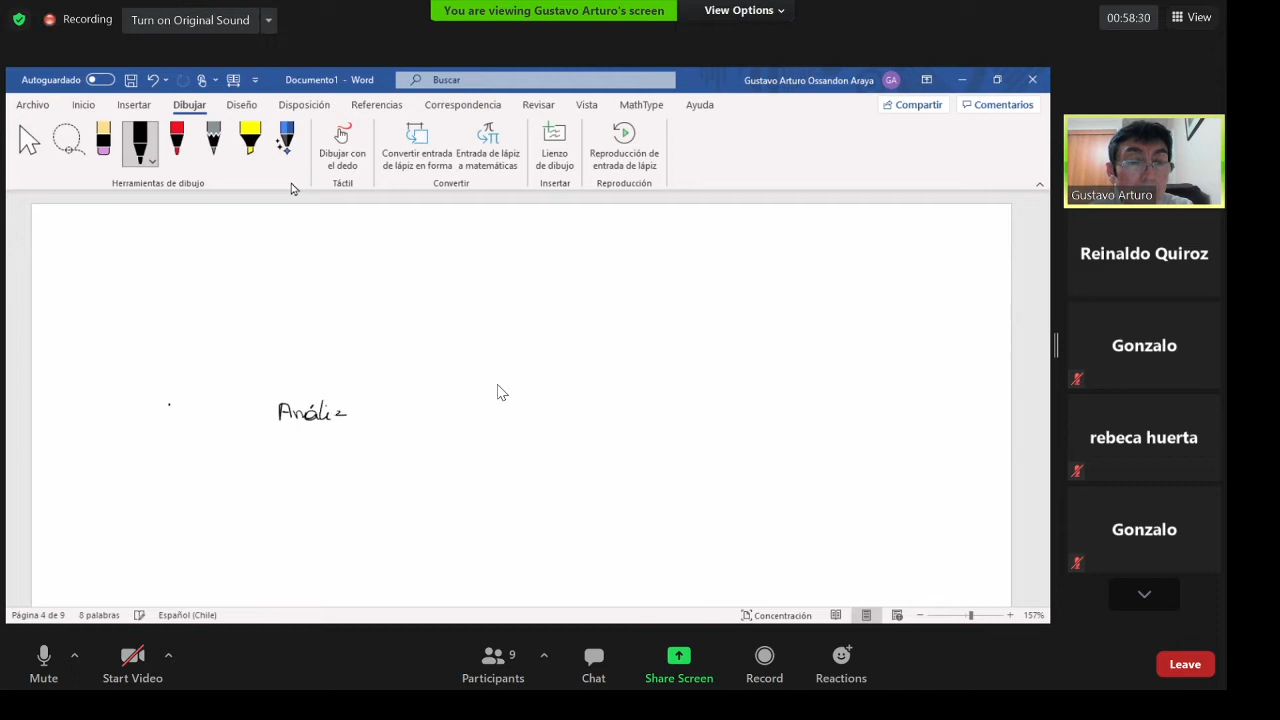 You are viewing Gustavo Arturo's screen
View Options
Recording
Turn on Original Sound
00:58:30
View
Autoguardado
Documento1 - Word
Buscar
Gustavo Arturo Ossandon Araya
GA
Archivo
Inicio
Insertar
Dibujar
Diseño
Disposición
Referencias
Correspondencia
Revisar
Vista
MathType
Ayuda
Compartir
Comentarios
Dibujar con
el dedo
Convertir entrada
de lápiz en forma
Entrada de lápiz
a matemáticas
Lienzo
de dibujo
Reproducción de
entrada de lápiz
Herramientas de dibujo
Táctil
Convertir
Insertar
Reproducción
Análiz
Página 4 de 9
8 palabras
Español (Chile)
Concentración
157%
Gustavo Arturo
Reinaldo Quiroz
Gonzalo
rebeca huerta
Gonzalo
Mute
Start Video
9
Participants
Chat
Share Screen
Record
Reactions
Leave